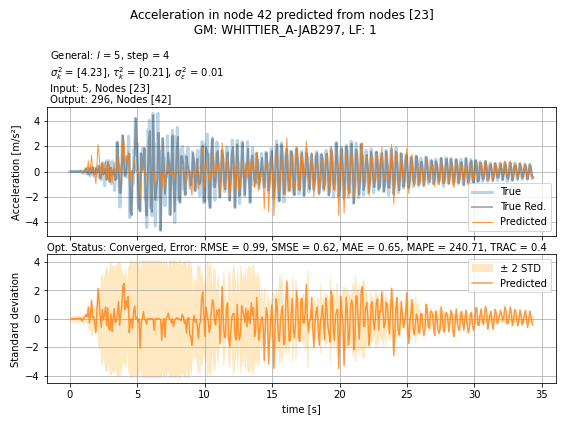 Acceleration in node 42 predicted from nodes [23]
GM: WHITTIER_A-JAB297, LF: 1
General: l = 5, step = 4
σ²ₖ = [4.23], τ²ₖ = [0.21], σ²ε = 0.01
Input: 5, Nodes [23]
Output: 296, Nodes [42]
Acceleration [m/s²]
4
2
0
−2
−4
True
True Red.
Predicted
Opt. Status: Converged, Error: RMSE = 0.99, SMSE = 0.62, MAE = 0.65, MAPE = 240.71, TRAC = 0.4
Standard deviation
4
2
0
−2
−4
± 2 STD
Predicted
0 5 10 15 20 25 30 35
time [s]